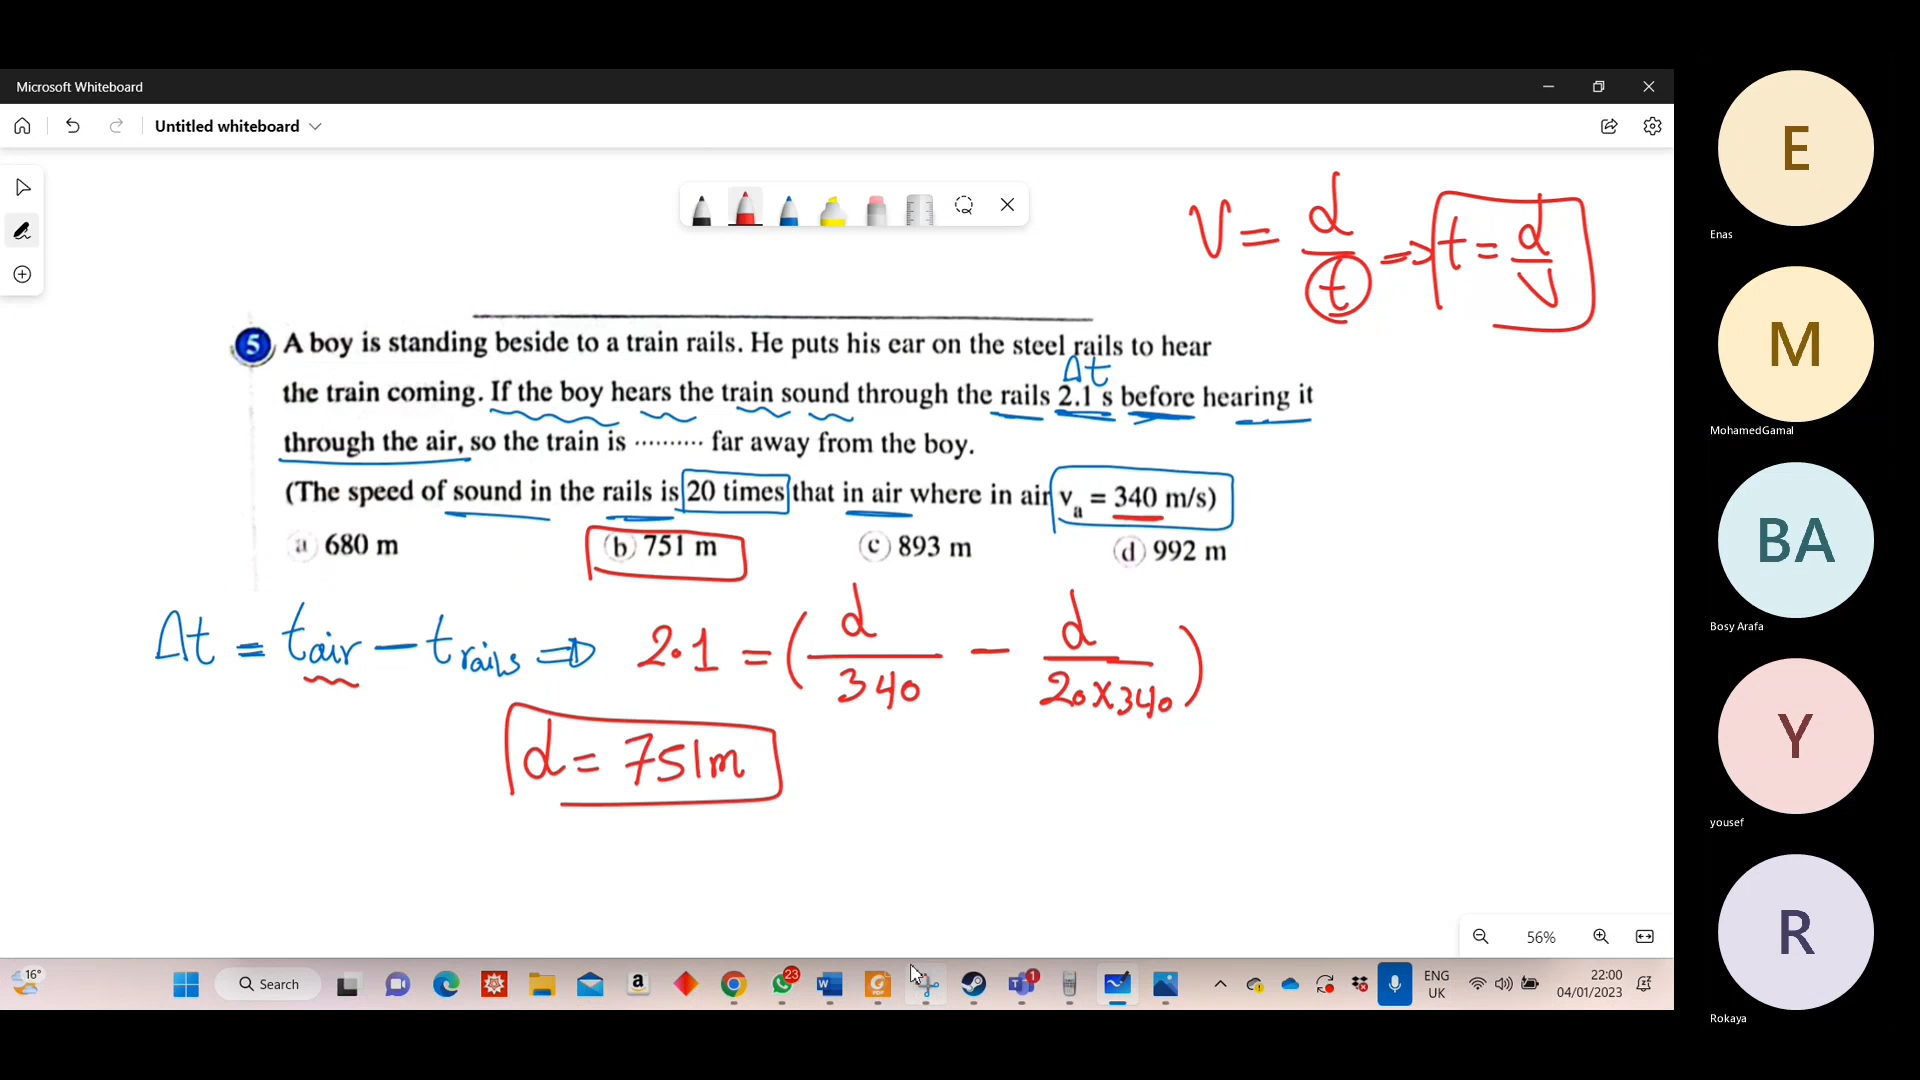 Microsoft Whiteboard
Untitled whiteboard
V = d/t => t = d/V
5 A boy is standing beside to a train rails. He puts his ear on the steel rails to hear
Δt
the train coming. If the boy hears the train sound through the rails 2.1 s before hearing it
through the air, so the train is .......... far away from the boy.
(The speed of sound in the rails is 20 times that in air where in air va = 340 m/s)
a 680 m b 751 m c 893 m d 992 m
Δt = tair − trails ⇒ 2.1 = (d/340 − d/20×340)
d = 751m
56%
16°
Search
23
1
ENG
UK
22:00
04/01/2023
E
Enas
M
MohamedGamal
BA
Bosy Arafa
Y
yousef
R
Rokaya